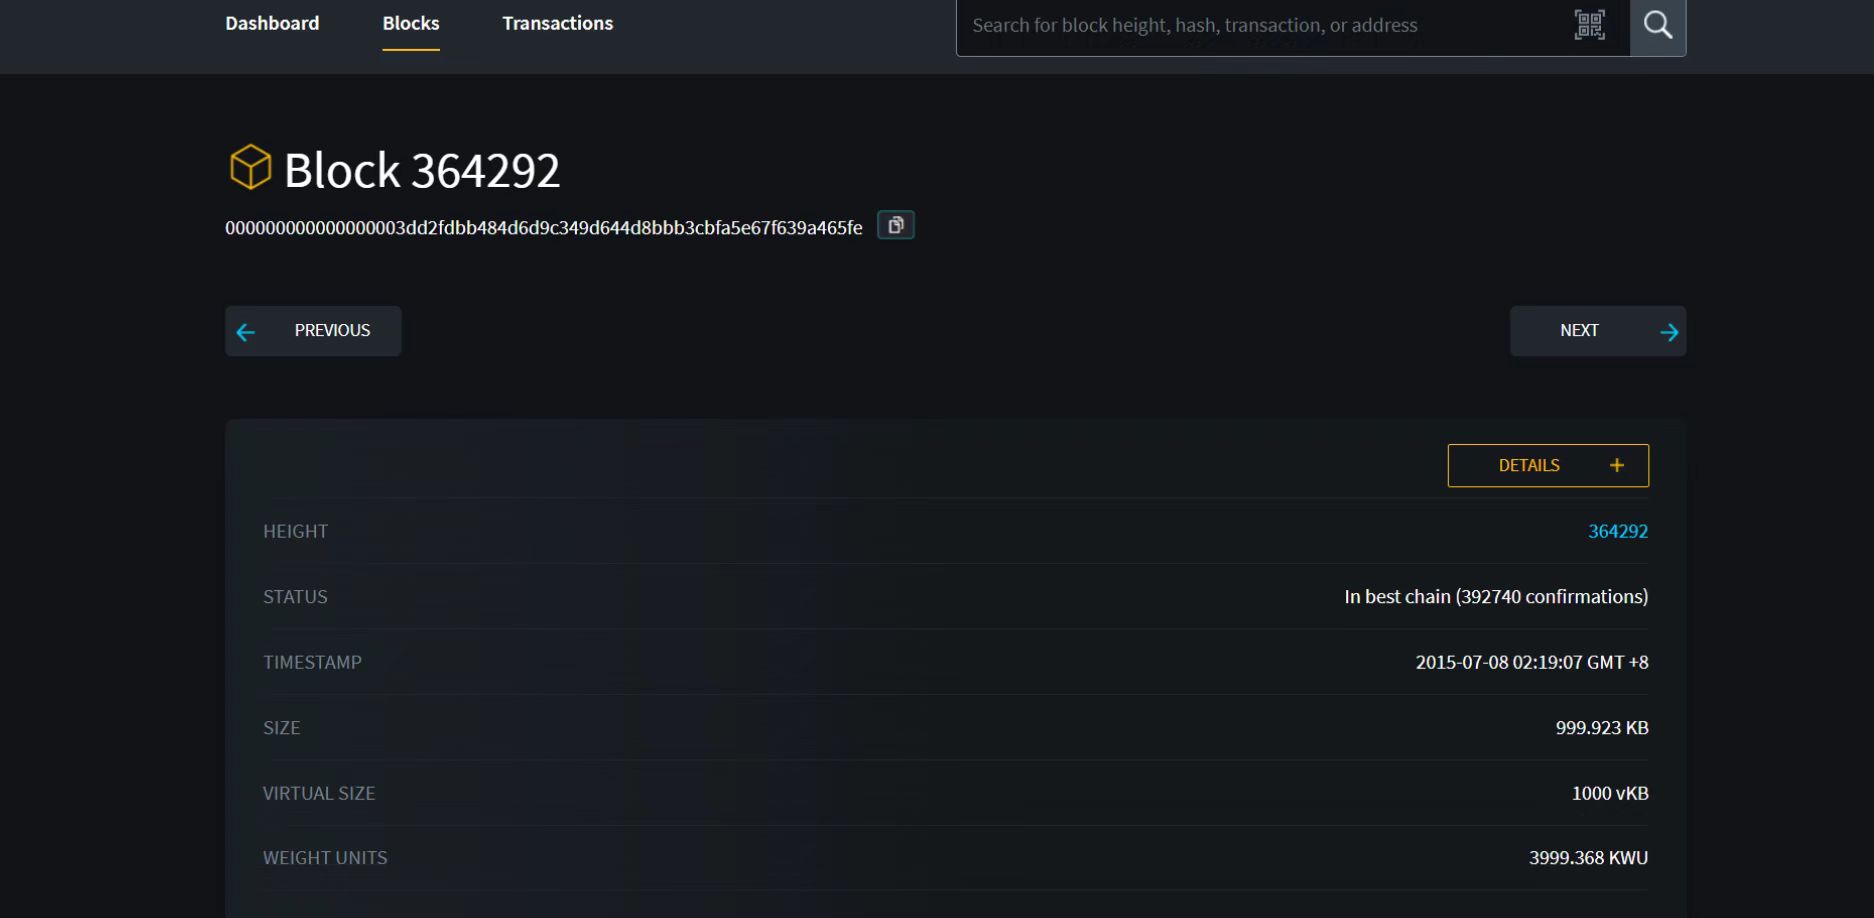 Dashboard Blocks Transactions Search for block height, hash, transaction, or address
Block 364292
000000000000000003dd2fdbb484d6d9c349d644d8bbb3cbfa5e67f639a465fe
PREVIOUS NEXT
DETAILS +
HEIGHT 364292
STATUS In best chain (392740 confirmations)
TIMESTAMP 2015-07-08 02:19:07 GMT +8
SIZE 999.923 KB
VIRTUAL SIZE 1000 vKB
WEIGHT UNITS 3999.368 KWU